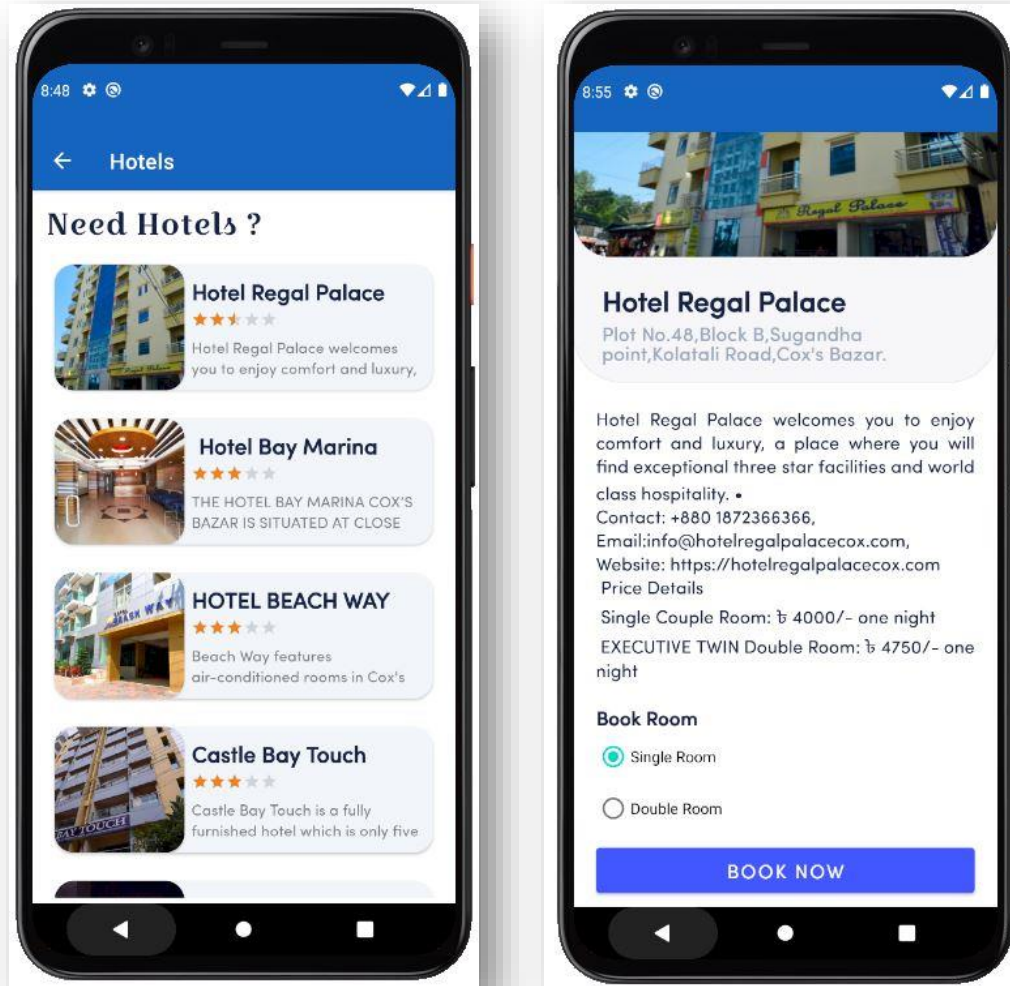 8:48
Hotels
Need Hotels ?
Hotel Regal Palace
Hotel Regal Palace welcomes
you to enjoy comfort and luxury,
Hotel Bay Marina
THE HOTEL BAY MARINA COX'S
BAZAR IS SITUATED AT CLOSE
BEACH WAY
HOTEL BEACH WAY
Beach Way features
air-conditioned rooms in Cox's
BAY TOUCH
Castle Bay Touch
Castle Bay Touch is a fully
furnished hotel which is only five
8:55
Regal Palace
Hotel Regal Palace
Plot No.48,Block B,Sugandha
point,Kolatali Road,Cox's Bazar.
Hotel Regal Palace welcomes you to enjoy
comfort and luxury, a place where you will
find exceptional three star facilities and world
class hospitality. •
Contact: +880 1872366366,
Email:info@hotelregalpalacecox.com,
Website: https://hotelregalpalacecox.com
Price Details
Single Couple Room: ৳ 4000/- one night
EXECUTIVE TWIN Double Room: ৳ 4750/- one
night
Book Room
Single Room
Double Room
BOOK NOW